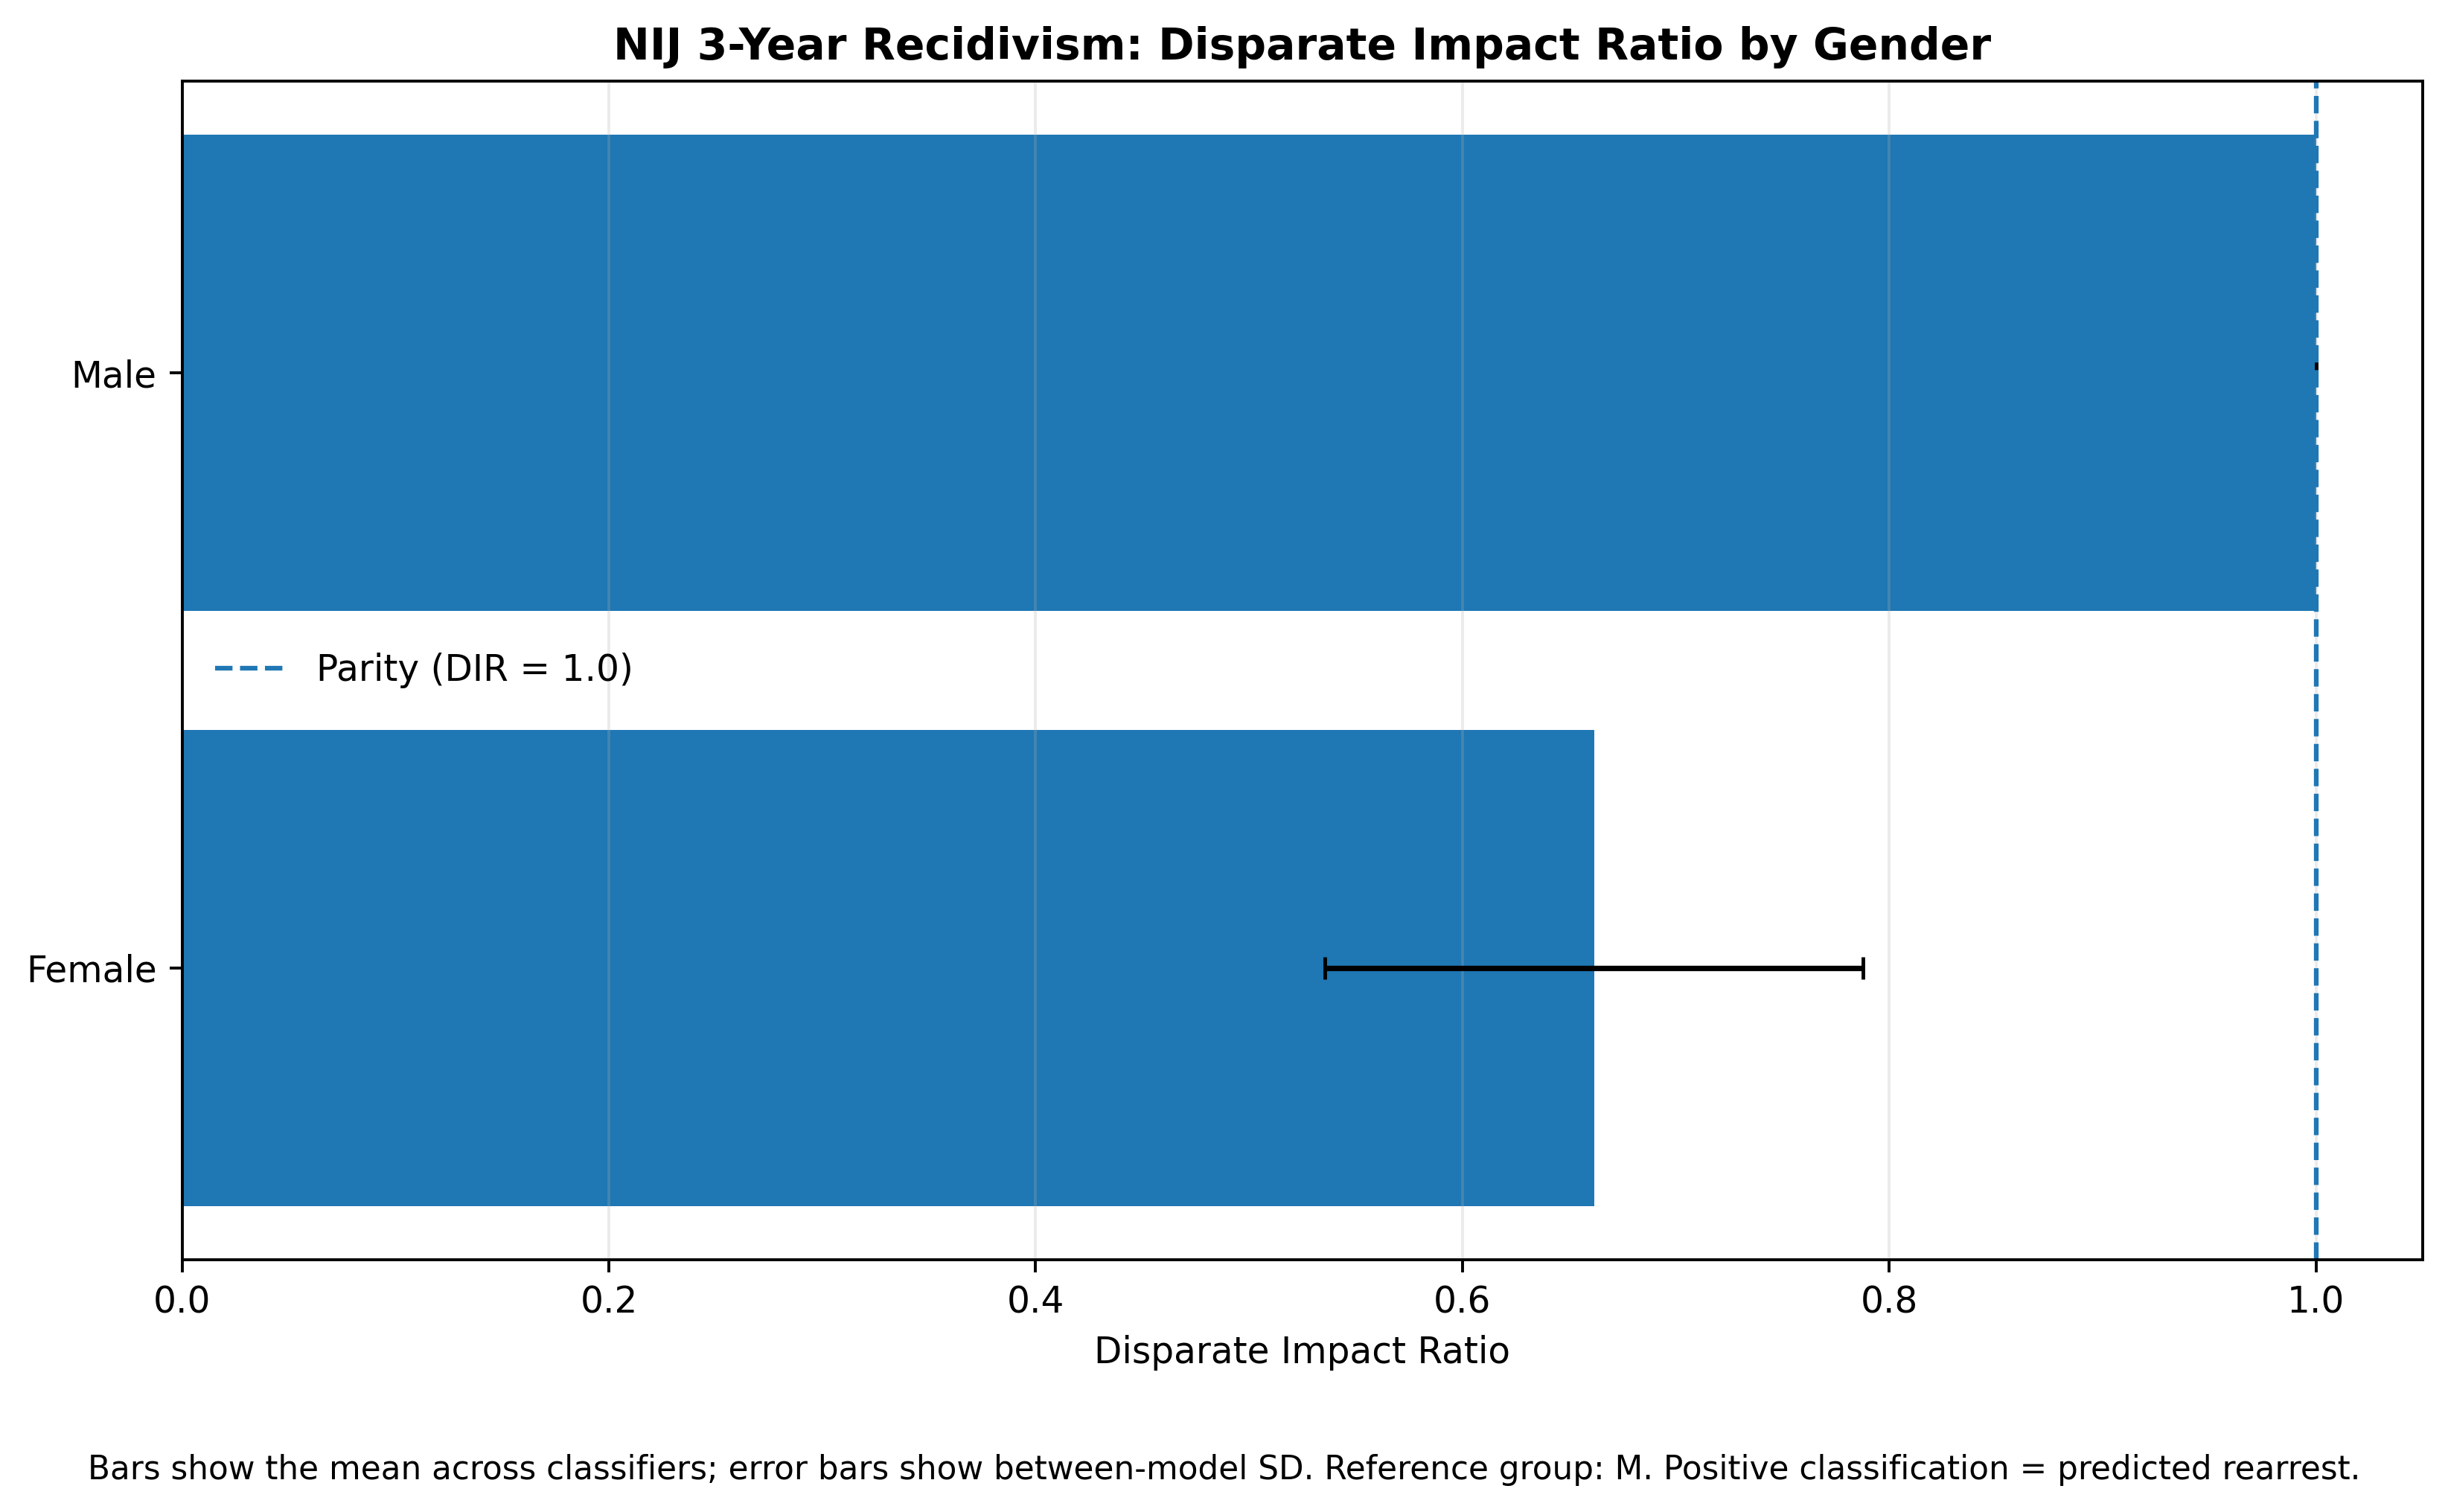 NIJ 3-Year Recidivism: Disparate Impact Ratio by Gender
Male
Parity (DIR = 1.0)
Female
0.0 0.2 0.4 0.6 0.8 1.0
Disparate Impact Ratio
Bars show the mean across classifiers; error bars show between-model SD. Reference group: M. Positive classification = predicted rearrest.